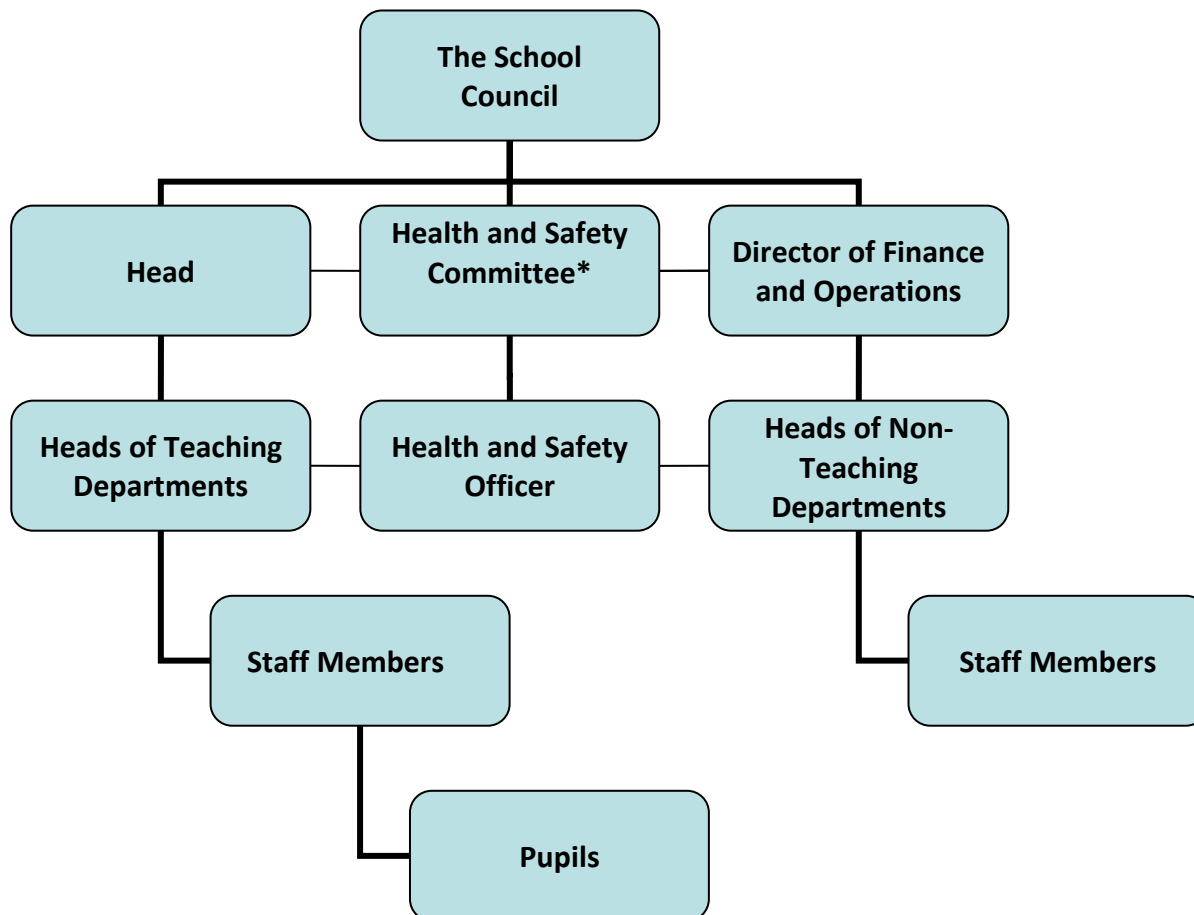 The School
Council
Head
Health and Safety
Committee*
Director of Finance
and Operations
Heads of Teaching
Departments
Health and Safety
Officer
Heads of Non-
Teaching
Departments
Staff Members
Staff Members
Pupils